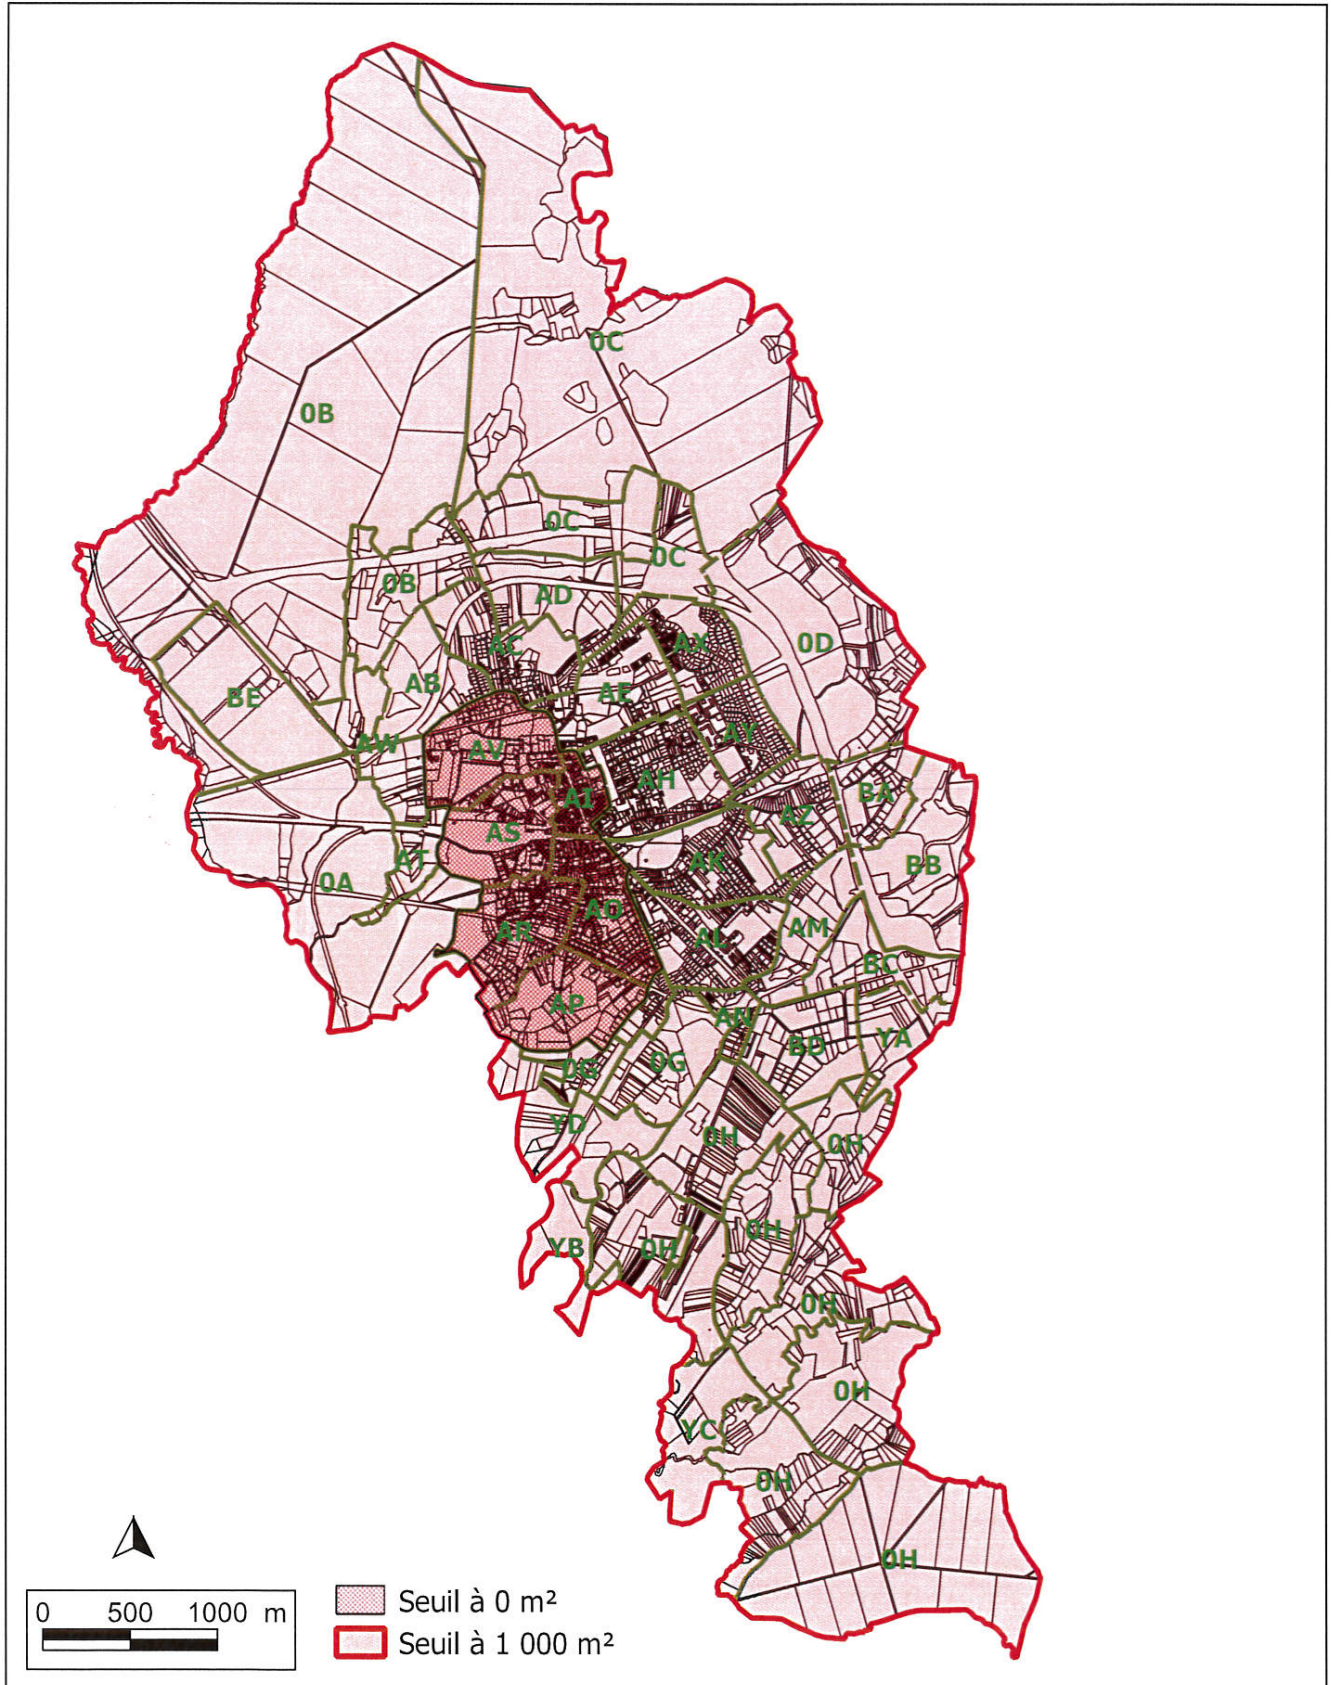 0C
0B
0C
0C
0B
AD
AC
AX
0D
AB
AE
BE
AW
AV
AY
AH
AI
BA
AZ
AS
AT
AK
BB
0A
AO
AR
AL
AM
BC
AP
AN
YA
BD
0G
0G
YD
0H
0H
0H
YB
0H
0H
0H
YC
0H
0H
0 500 1000 m
Seuil à 0 m²
Seuil à 1 000 m²